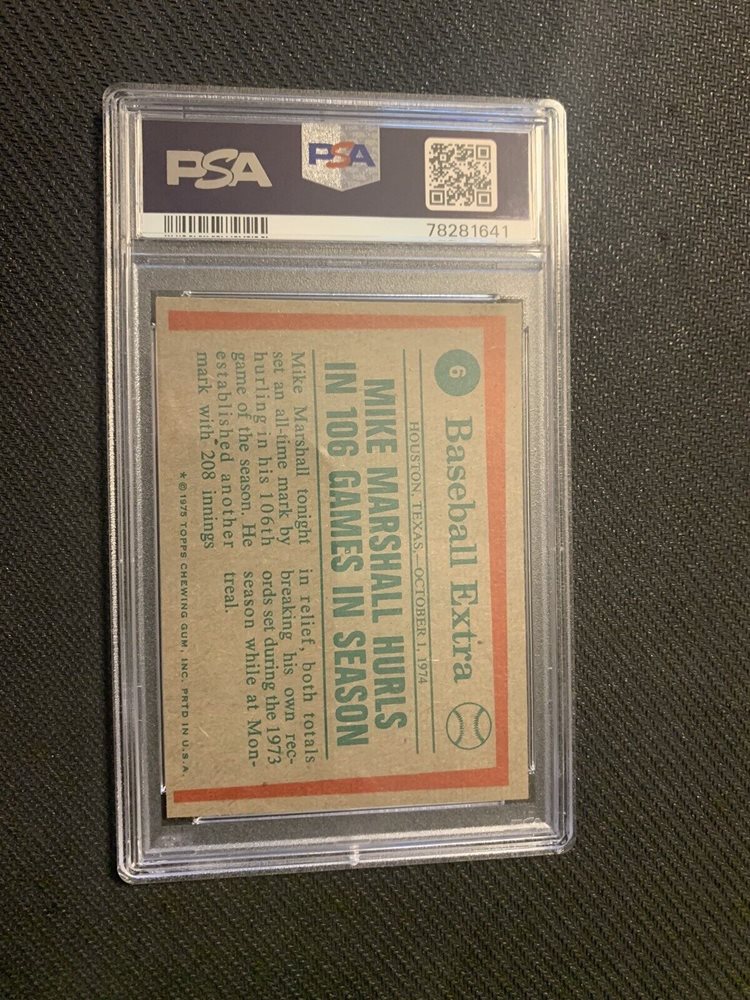 PSA
PSA
78281641
6
Baseball Extra
HOUSTON, TEXAS,—OCTOBER 1, 1974
MIKE MARSHALL HURLS
IN 106 GAMES IN SEASON
Mike Marshall tonight
set an all-time mark by
hurling in his 106th
game of the season. He
established another
mark with 208 innings
in relief, both totals
breaking his own rec-
ords set during the 1973
season while at Mon-
treal.
* © 1975 TOPPS CHEWING GUM, INC. PRTD IN U.S.A.